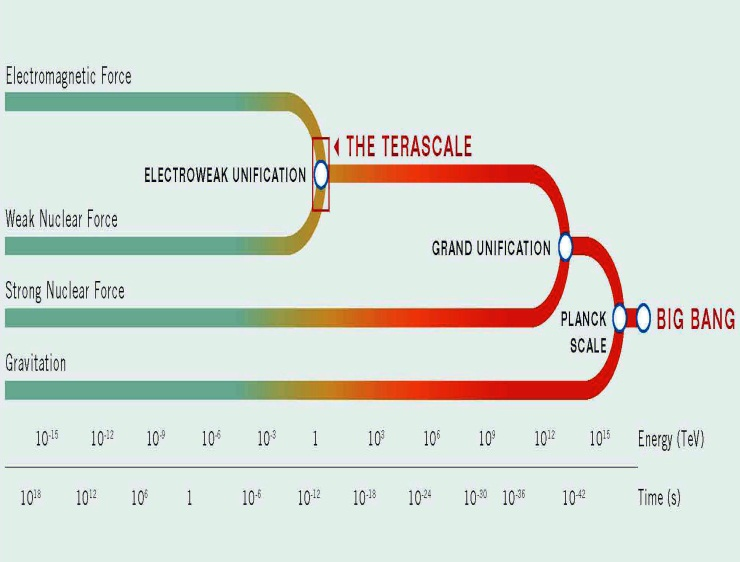 Electromagnetic Force
◄ THE TERASCALE
ELECTROWEAK UNIFICATION
Weak Nuclear Force
GRAND UNIFICATION
Strong Nuclear Force
PLANCK
SCALE
BIG BANG
Gravitation
10⁻¹⁵ 10⁻¹² 10⁻⁹ 10⁻⁶ 10⁻³ 1 10³ 10⁶ 10⁹ 10¹² 10¹⁵ Energy (TeV)
10¹⁸ 10¹² 10⁶ 1 10⁻⁶ 10⁻¹² 10⁻¹⁸ 10⁻²⁴ 10⁻³⁰ 10⁻³⁶ 10⁻⁴² Time (s)